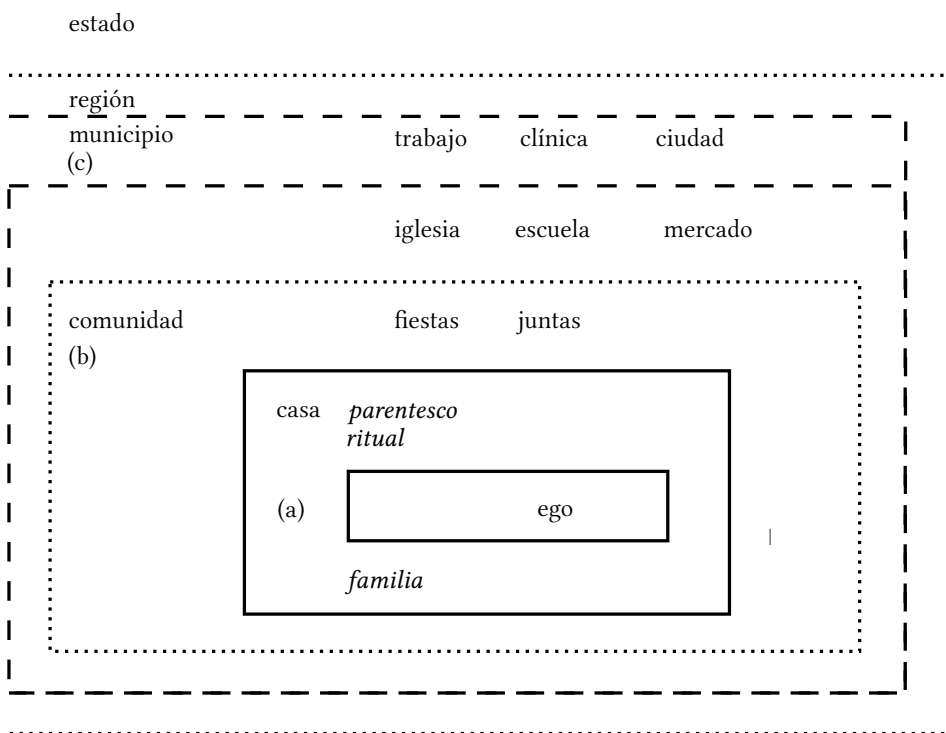 estado
región
municipio trabajo clínica ciudad
(c)
iglesia escuela mercado
comunidad fiestas juntas
(b)
casa parentesco
ritual
(a) ego
familia